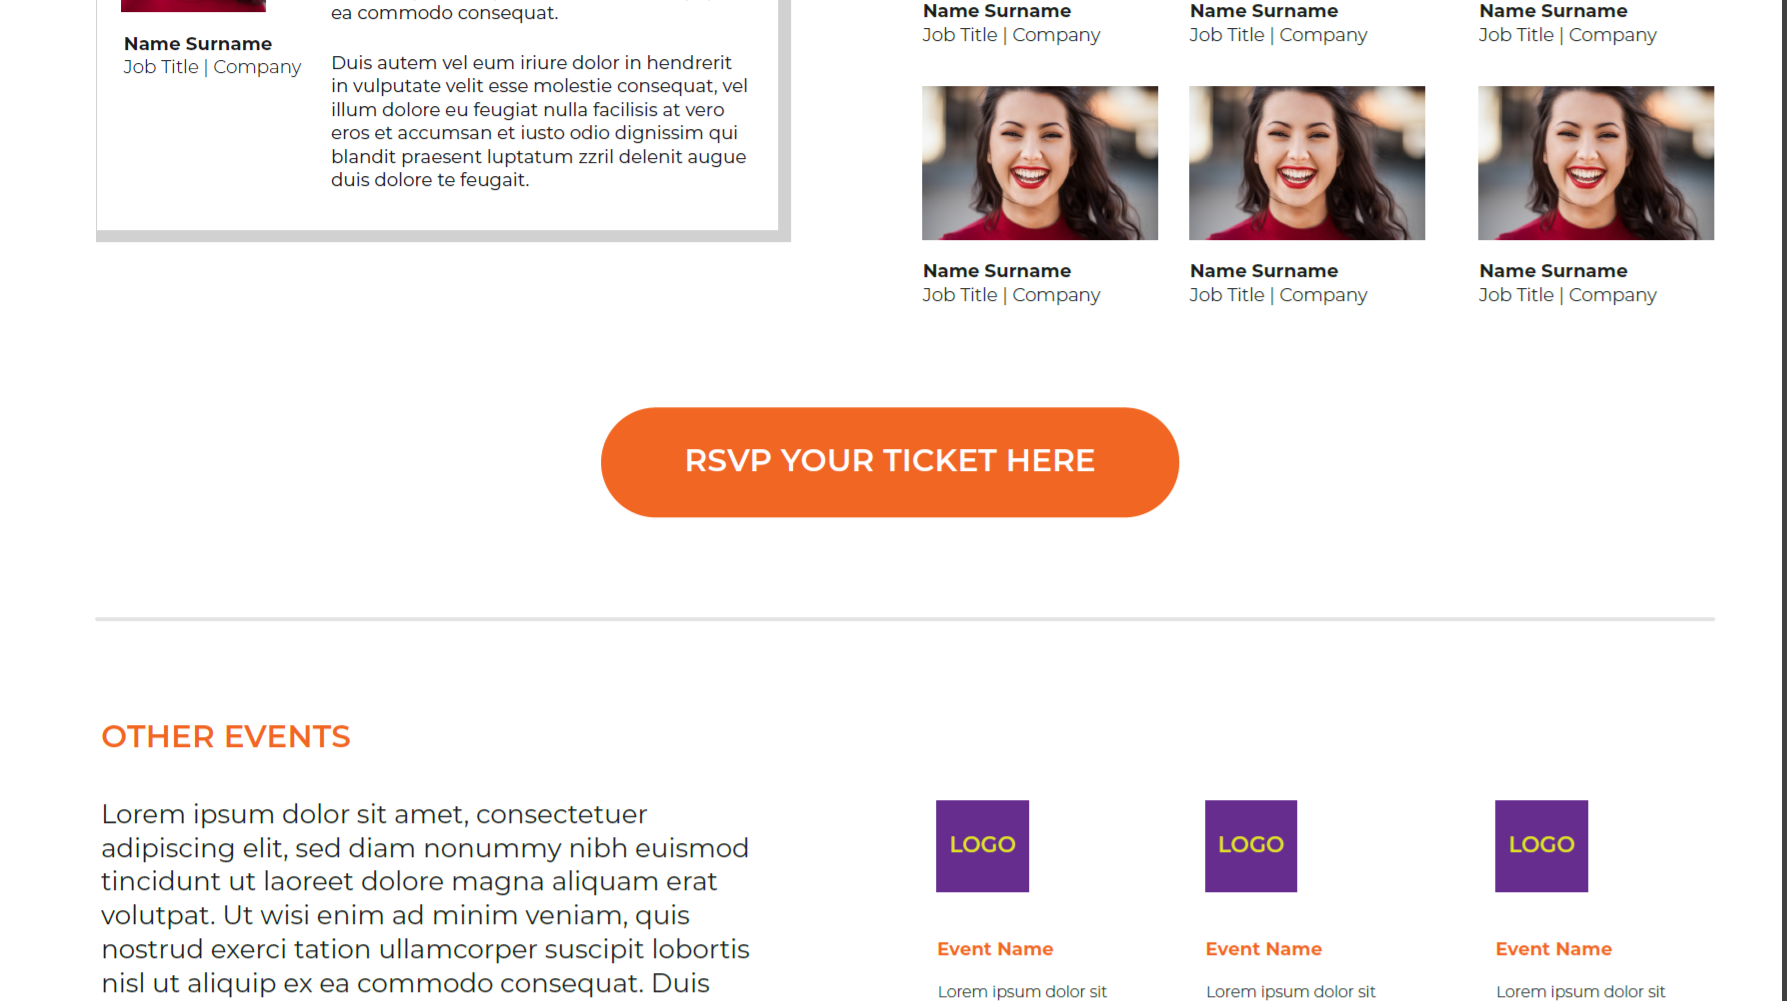 ea commodo consequat.
Name Surname
Job Title | Company
Duis autem vel eum iriure dolor in hendrerit
in vulputate velit esse molestie consequat, vel
illum dolore eu feugiat nulla facilisis at vero
eros et accumsan et iusto odio dignissim qui
blandit praesent luptatum zzril delenit augue
duis dolore te feugait.
Name Surname
Job Title | Company
Name Surname
Job Title | Company
Name Surname
Job Title | Company
Name Surname
Job Title | Company
Name Surname
Job Title | Company
Name Surname
Job Title | Company
RSVP YOUR TICKET HERE
OTHER EVENTS
Lorem ipsum dolor sit amet, consectetuer
adipiscing elit, sed diam nonummy nibh euismod
tincidunt ut laoreet dolore magna aliquam erat
volutpat. Ut wisi enim ad minim veniam, quis
nostrud exerci tation ullamcorper suscipit lobortis
nisl ut aliquip ex ea commodo consequat. Duis
LOGO
Event Name
Lorem ipsum dolor sit
LOGO
Event Name
Lorem ipsum dolor sit
LOGO
Event Name
Lorem ipsum dolor sit